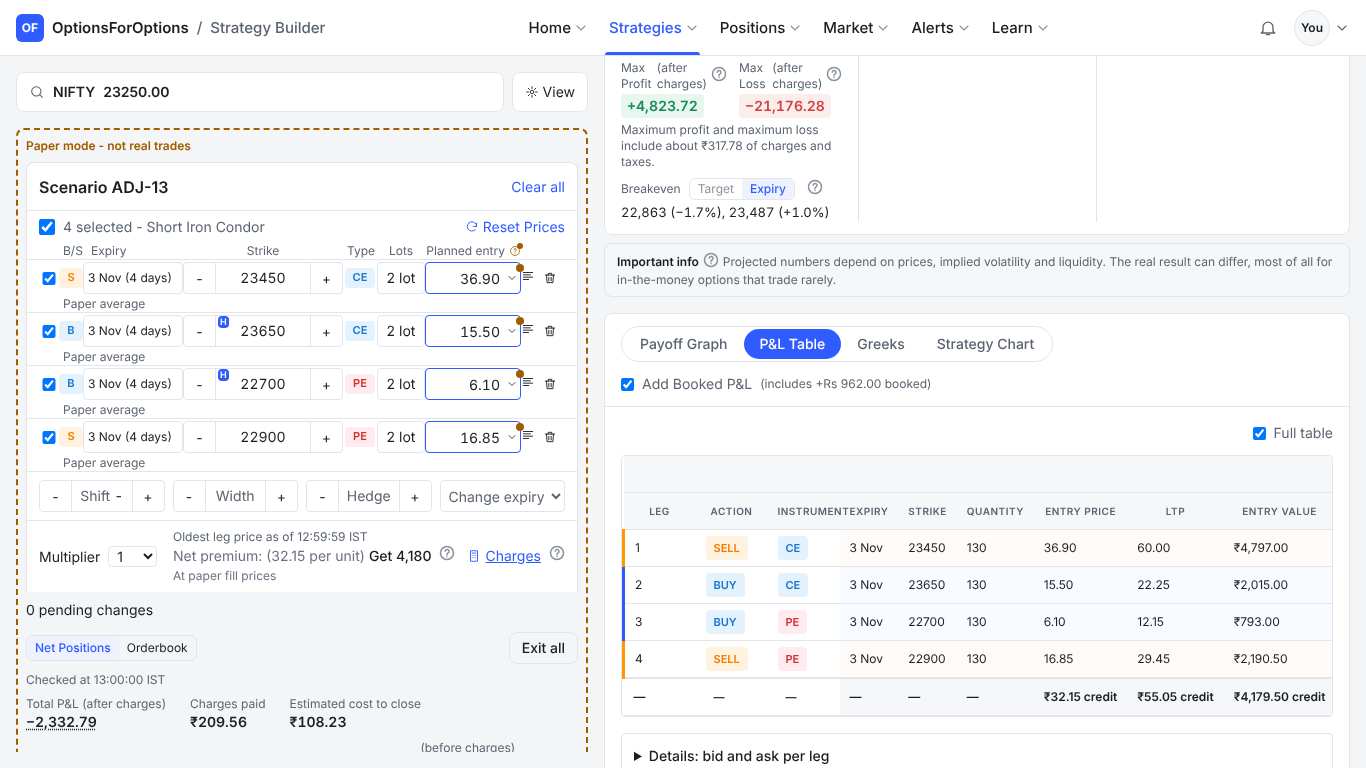 OF OptionsForOptions / Strategy Builder Home Strategies Positions Market Alerts Learn You
NIFTY 23250.00 View
Paper mode - not real trades
Scenario ADJ-13 Clear all
4 selected - Short Iron Condor Reset Prices
B/S Expiry Strike Type Lots Planned entry
S 3 Nov (4 days) - 23450 + CE 2 lot 36.90
Paper average
B 3 Nov (4 days) - H 23650 + CE 2 lot 15.50
Paper average
B 3 Nov (4 days) - H 22700 + PE 2 lot 6.10
Paper average
S 3 Nov (4 days) - 22900 + PE 2 lot 16.85
Paper average
- Shift - + - Width + - Hedge + Change expiry
Oldest leg price as of 12:59:59 IST
Multiplier 1 Net premium: (32.15 per unit) Get 4,180 Charges
At paper fill prices
0 pending changes
Net Positions Orderbook Exit all
Checked at 13:00:00 IST
Total P&L (after charges) Charges paid Estimated cost to close
−2,332.79 ₹209.56 ₹108.23
(before charges)
Max Profit (after charges) Max Loss (after charges)
+4,823.72 −21,176.28
Maximum profit and maximum loss
include about ₹317.78 of charges and
taxes.
Breakeven Target Expiry
22,863 (−1.7%), 23,487 (+1.0%)
Important info Projected numbers depend on prices, implied volatility and liquidity. The real result can differ, most of all for
in-the-money options that trade rarely.
Payoff Graph P&L Table Greeks Strategy Chart
Add Booked P&L (includes +Rs 962.00 booked)
Full table
LEG ACTION INSTRUMENT EXPIRY STRIKE QUANTITY ENTRY PRICE LTP ENTRY VALUE
1 SELL CE 3 Nov 23450 130 36.90 60.00 ₹4,797.00
2 BUY CE 3 Nov 23650 130 15.50 22.25 ₹2,015.00
3 BUY PE 3 Nov 22700 130 6.10 12.15 ₹793.00
4 SELL PE 3 Nov 22900 130 16.85 29.45 ₹2,190.50
— — — — — — ₹32.15 credit ₹55.05 credit ₹4,179.50 credit
Details: bid and ask per leg